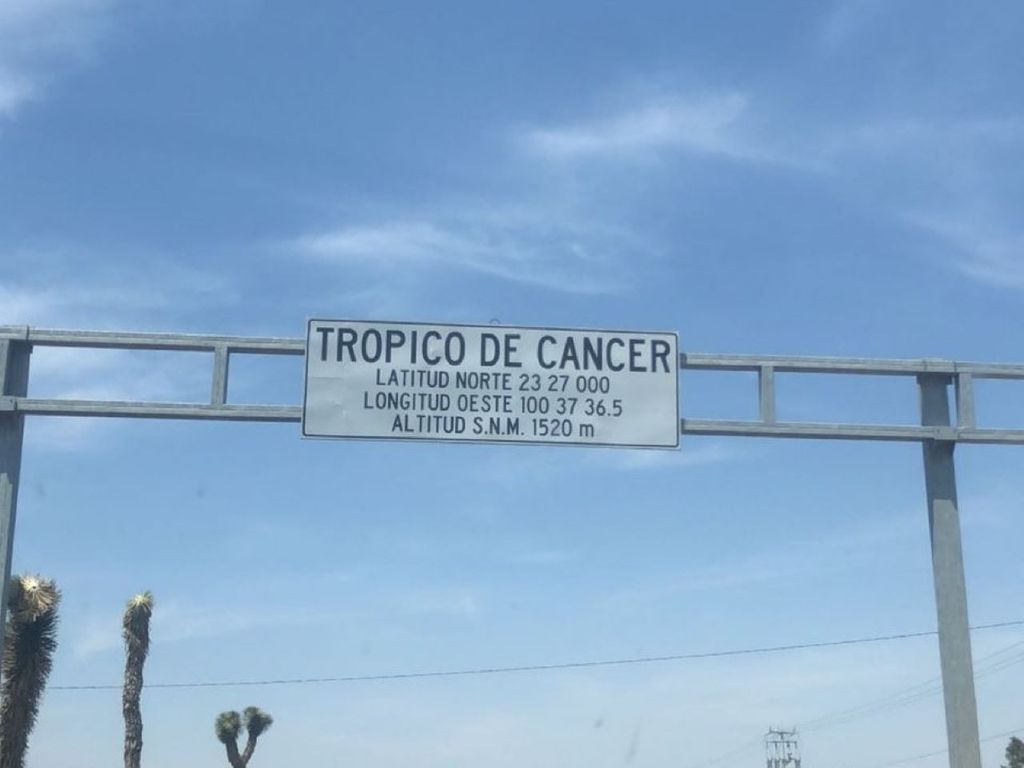 TROPICO DE CANCER
LATITUD NORTE 23 27 000
LONGITUD OESTE 100 37 36.5
ALTITUD S.N.M. 1520 m